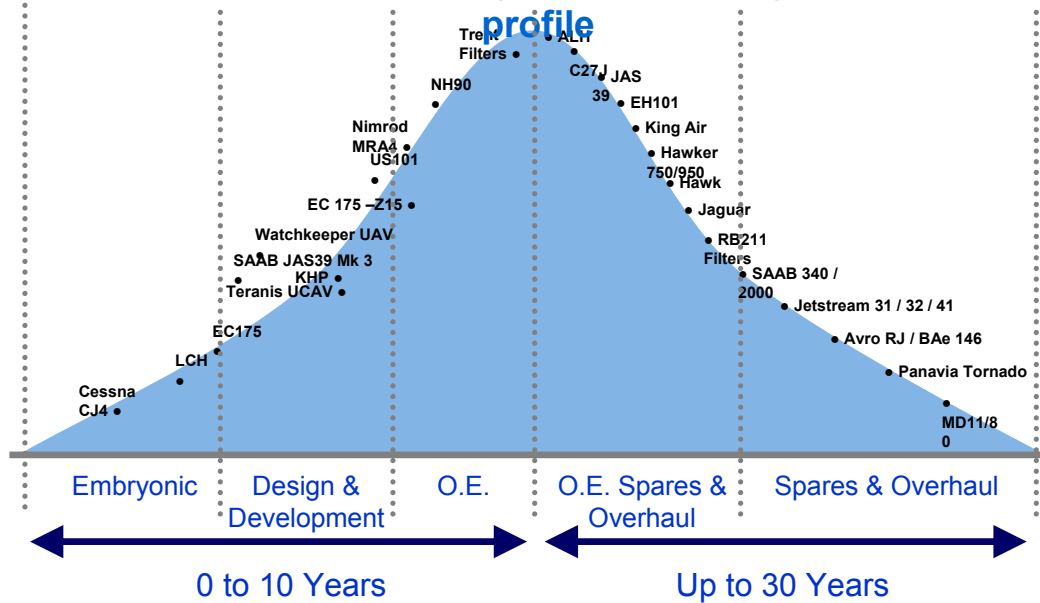 profile
Trent
Filters
ALH
C27J
JAS
39
NH90
EH101
King Air
Nimrod
MRA4
US101
Hawker
750/950
Hawk
EC 175 –Z15
Jaguar
Watchkeeper UAV
RB211
Filters
SAAB JAS39 Mk 3
KHP
Teranis UCAV
SAAB 340 /
2000
Jetstream 31 / 32 / 41
EC175
Avro RJ / BAe 146
LCH
Panavia Tornado
Cessna
CJ4
MD11/8
0
Embryonic
Design &
Development
O.E.
O.E. Spares &
Overhaul
Spares & Overhaul
0 to 10 Years
Up to 30 Years